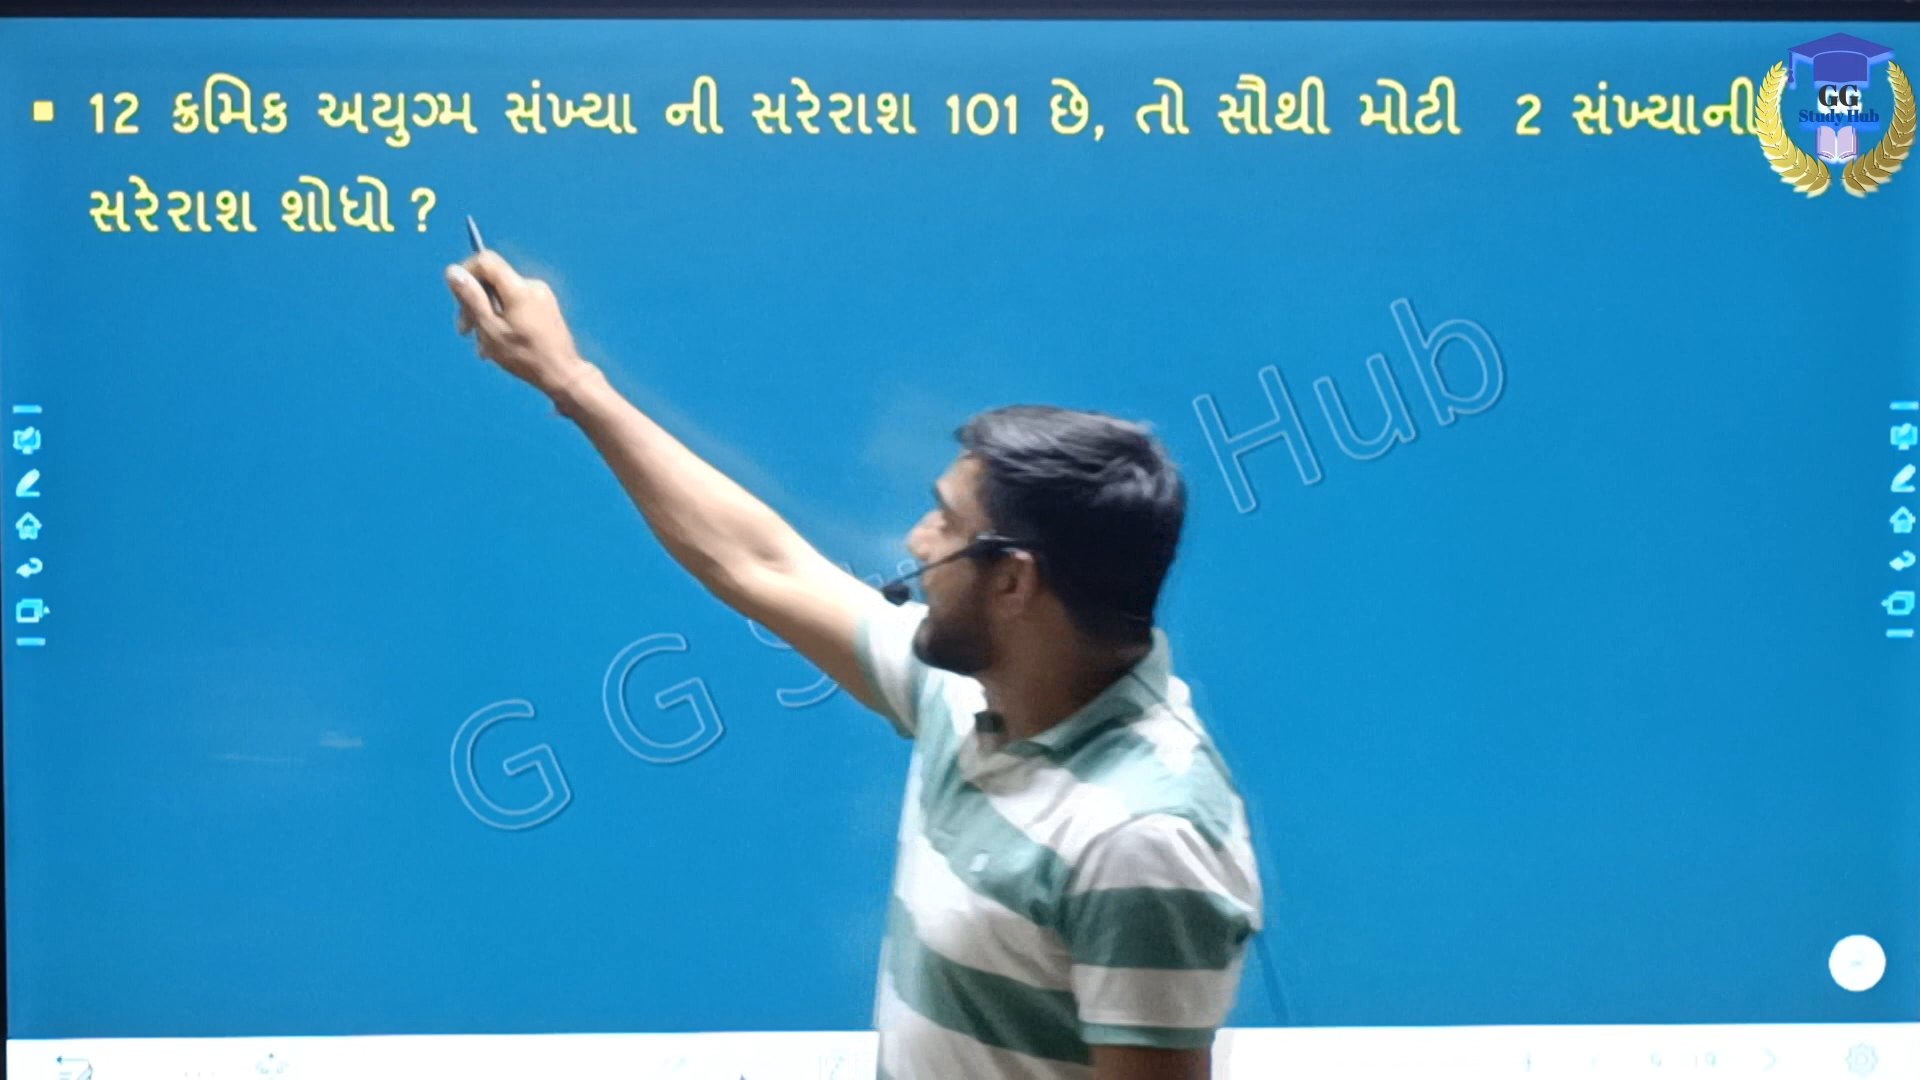 12 ક્રમિક અયુગ્મ સંખ્યા ની સરેરાશ 101 છે, તો સૌથી મોટી 2 સંખ્યાની
સરેરાશ શોધો ?
GG
Study Hub
G G S Hub